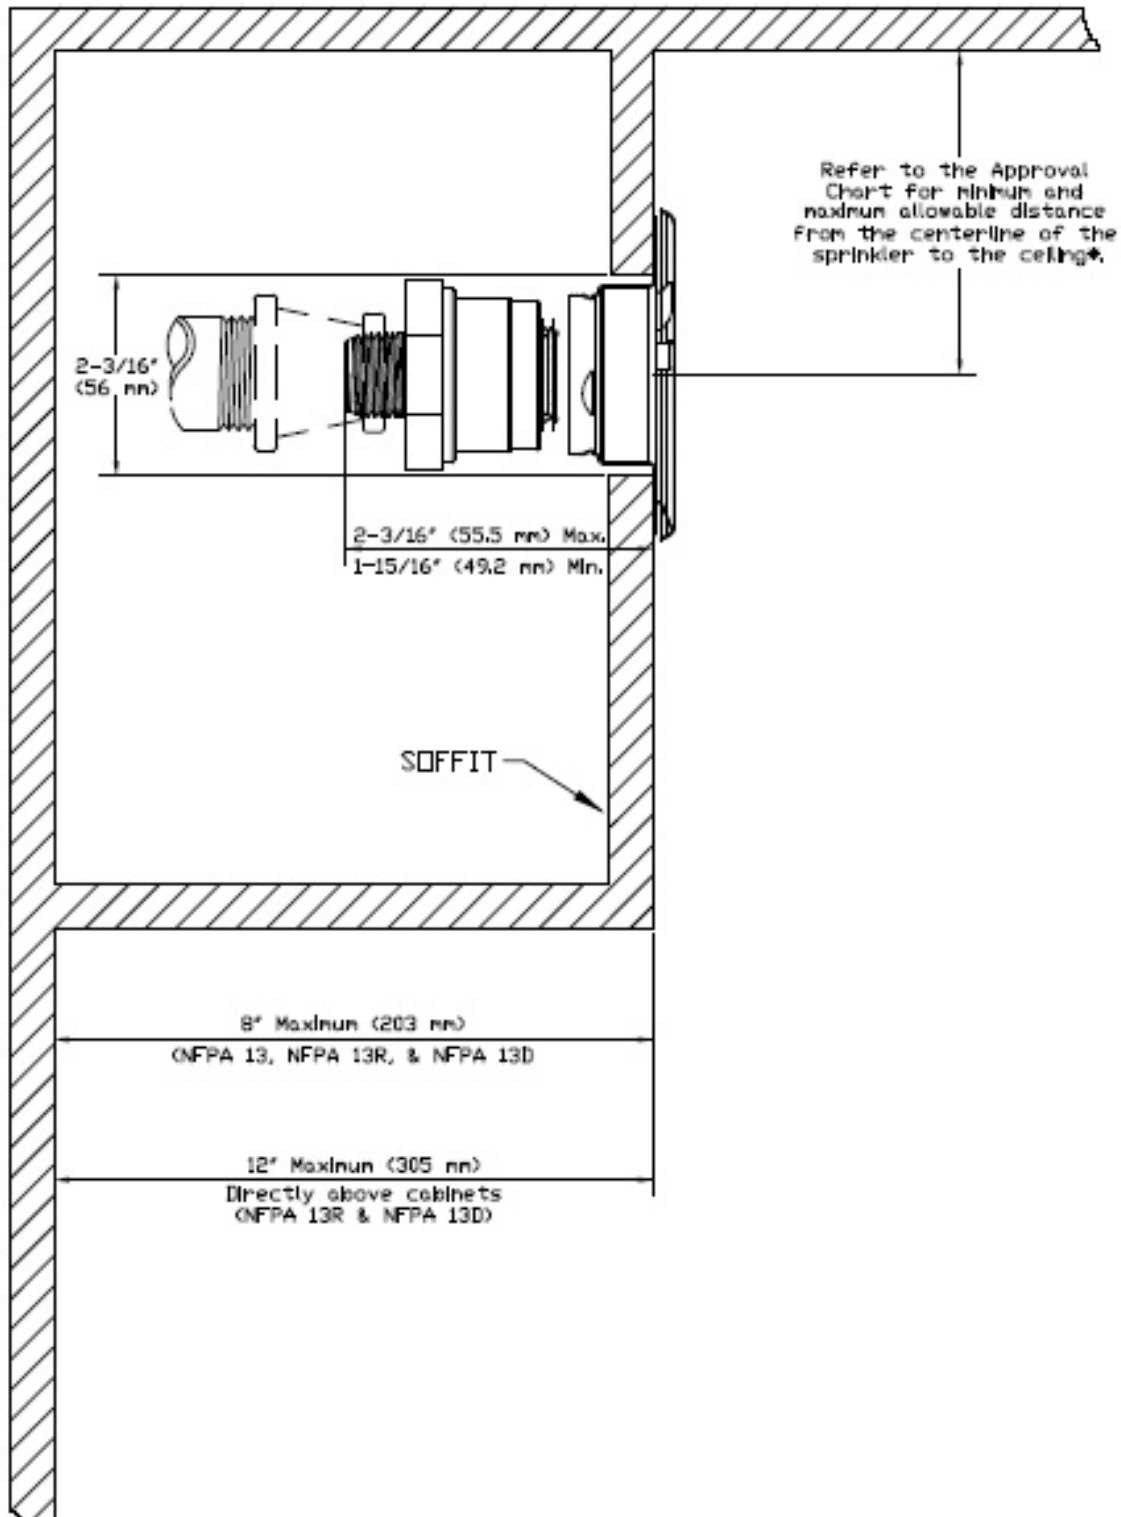 Refer to the Approval
Chart for minimum and
maximum allowable distance
from the centerline of the
sprinkler to the ceiling*.
2-3/16"
(56 mm)
2-3/16" (55.5 mm) Max.
1-15/16" (49.2 mm) Min.
SOFFIT
8" Maximum (203 mm)
(NFPA 13, NFPA 13R, & NFPA 13D
12" Maximum (305 mm)
Directly above cabinets
(NFPA 13R & NFPA 13D)